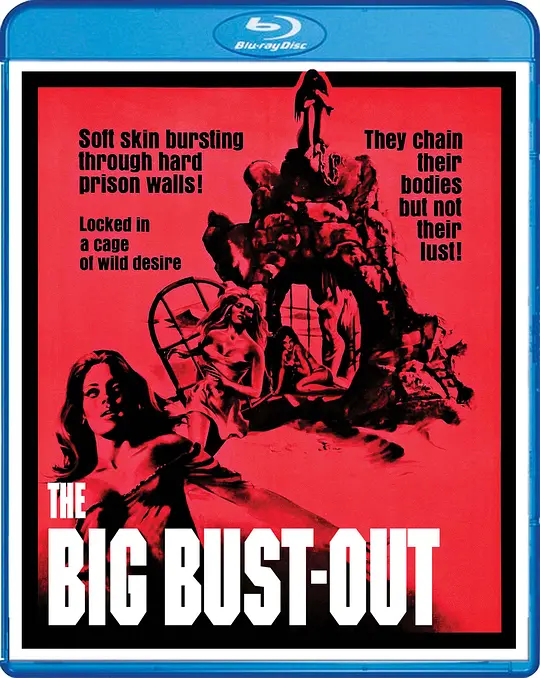 Blu-ray Disc
Soft skin bursting
through hard
prison walls!
Locked in
a cage
of wild desire
They chain
their
bodies
but not
their
lust!
THE
BIG BUST-OUT